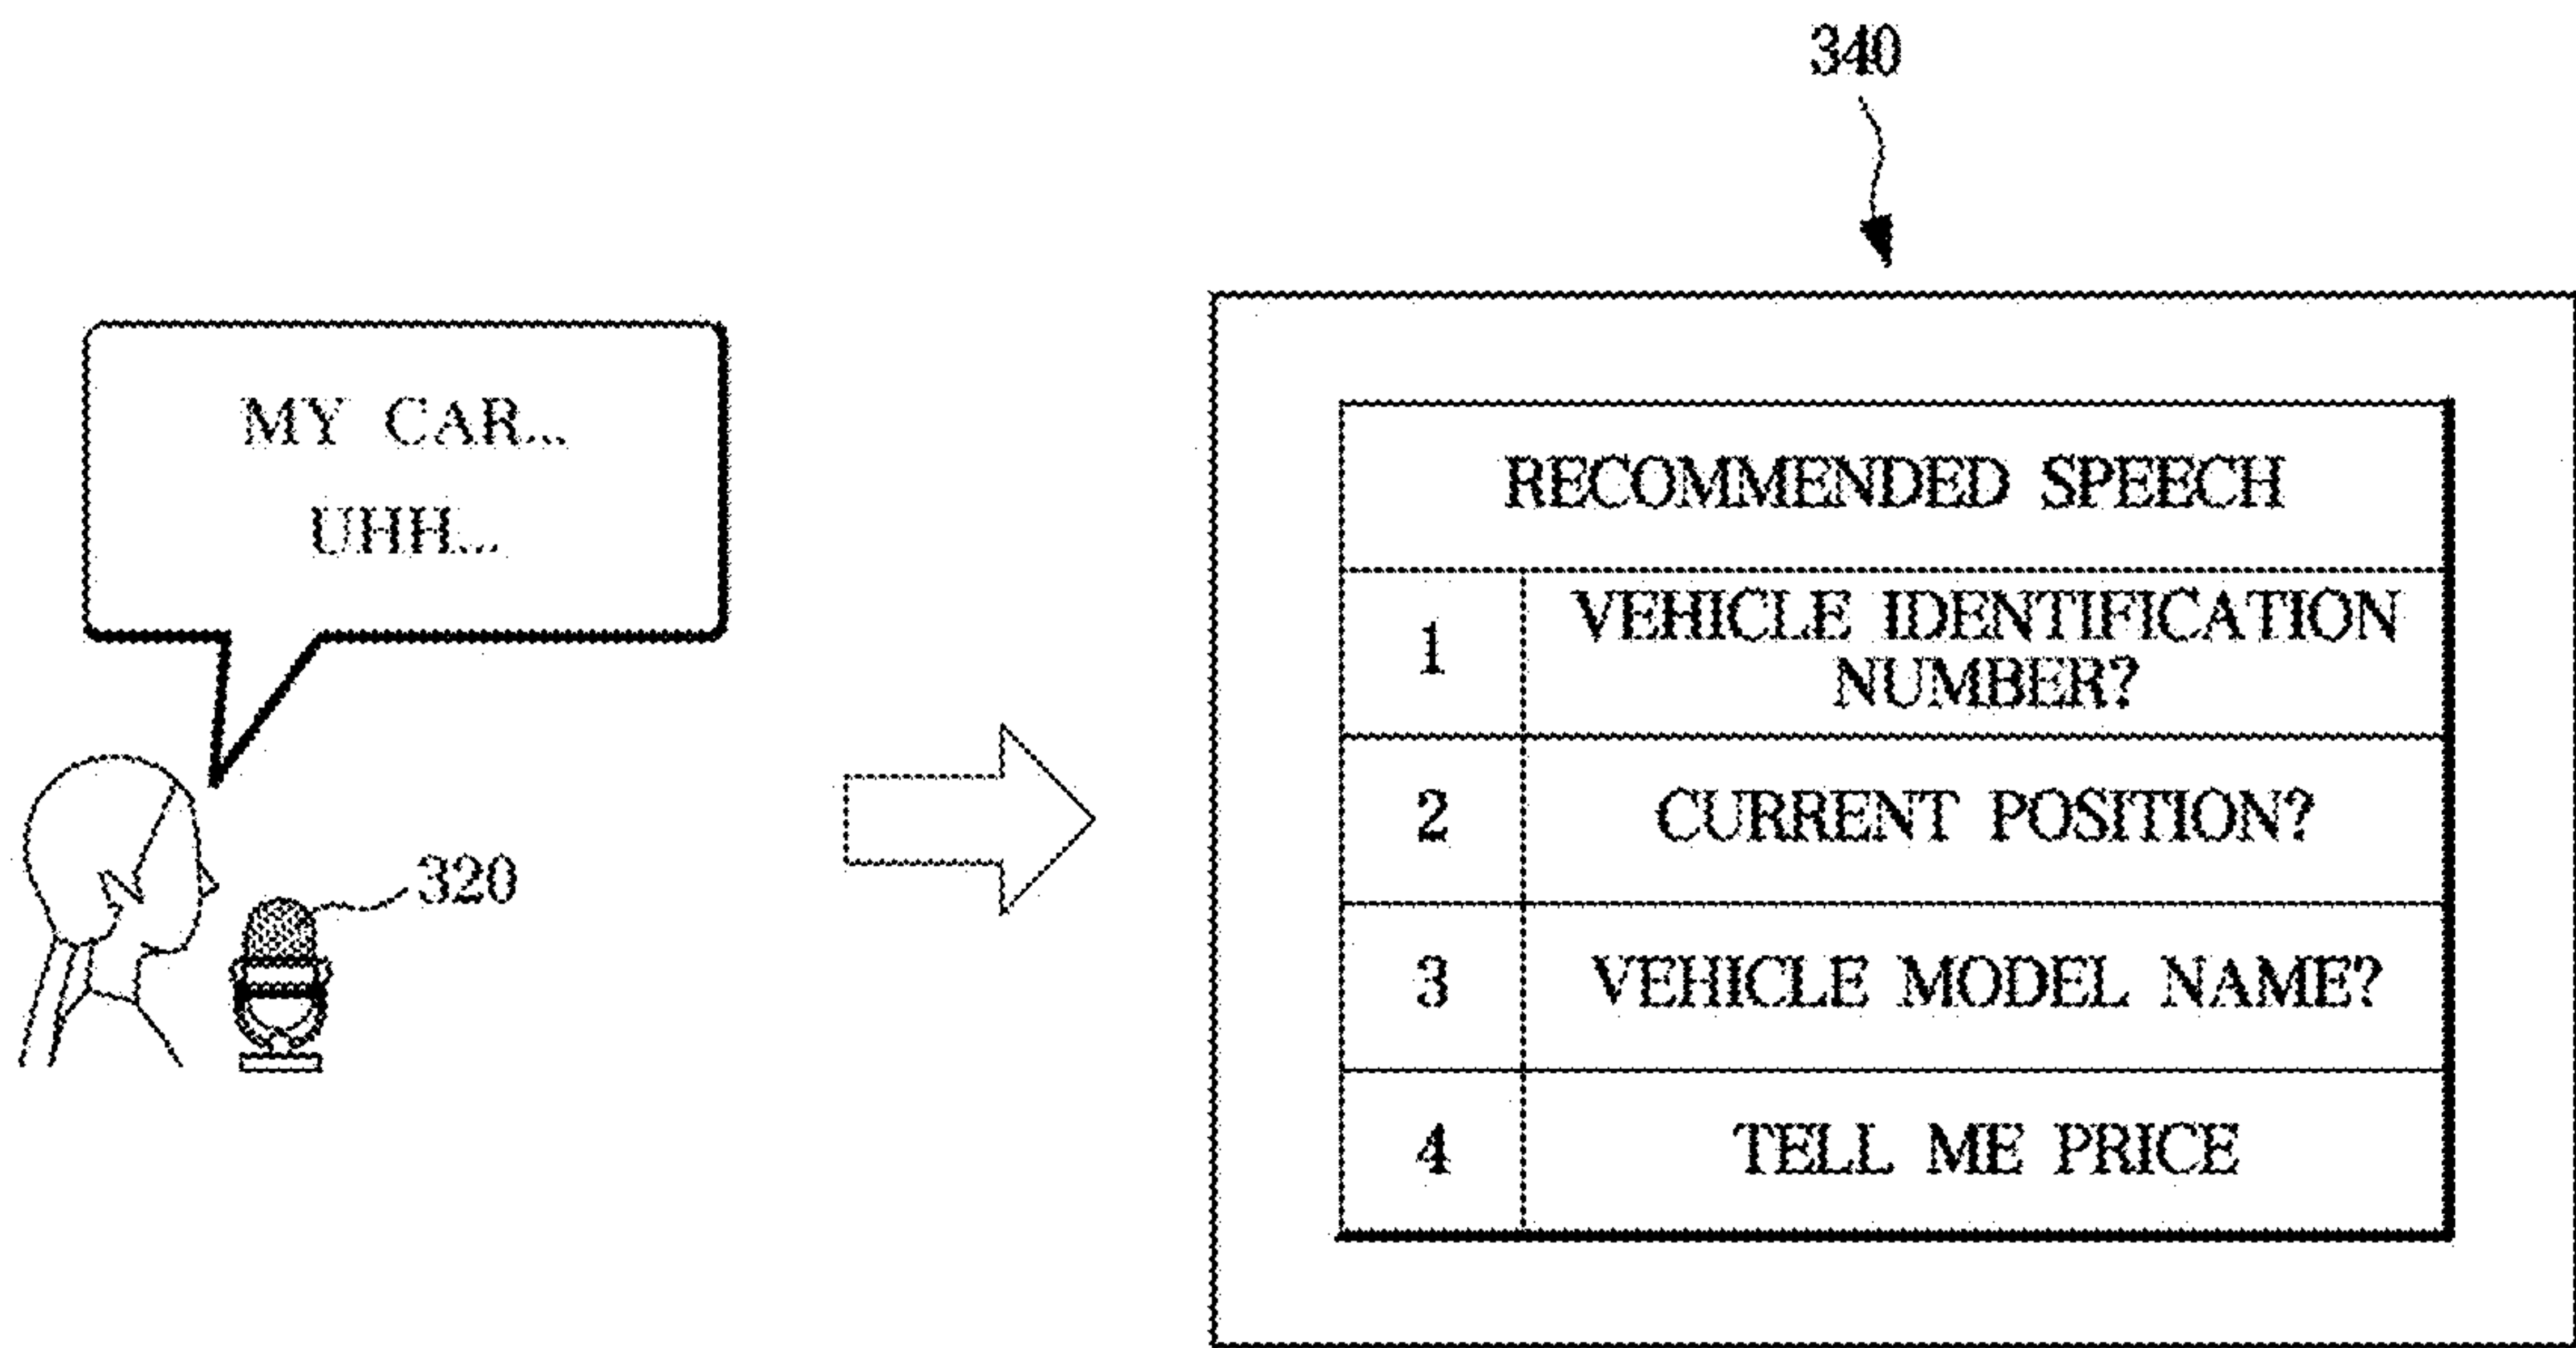 340
MY CAR...
UHH...
320
RECOMMENDED SPEECH
1 VEHICLE IDENTIFICATION
NUMBER?
2 CURRENT POSITION?
3 VEHICLE MODEL NAME?
4 TELL ME PRICE